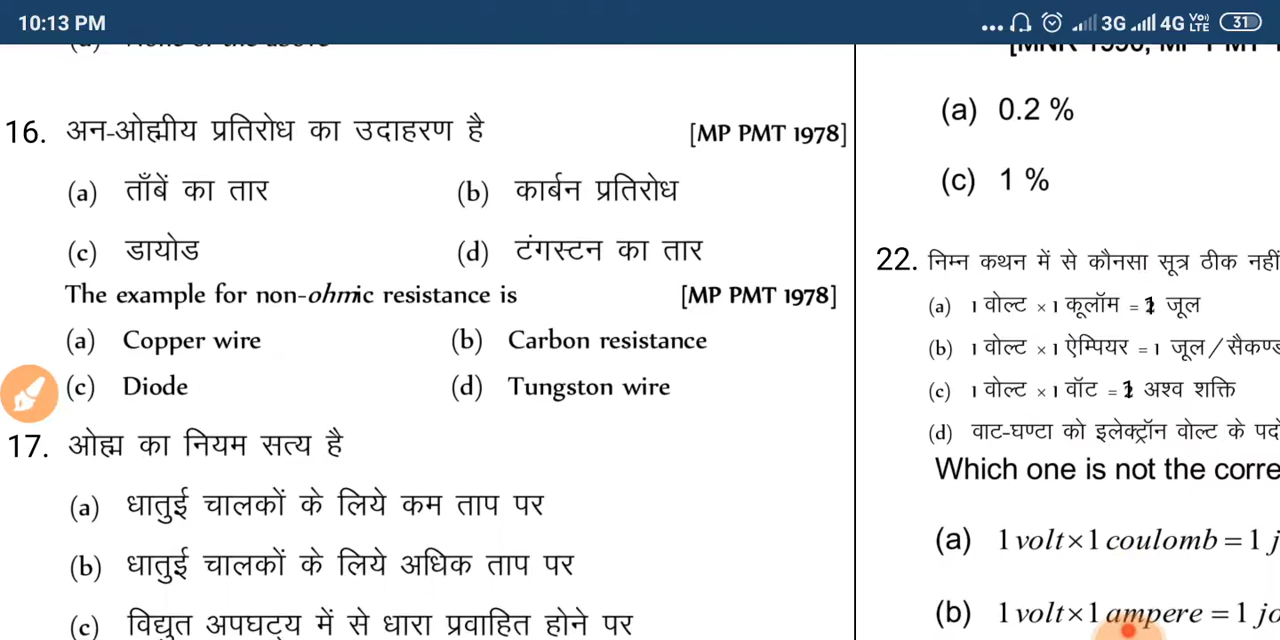 10:13 PM
3G 4G VoLTE 31
16. अन-ओह्मीय प्रतिरोध का उदाहरण है [MP PMT 1978]
(a) ताँबें का तार (b) कार्बन प्रतिरोध
(c) डायोड (d) टंगस्टन का तार
The example for non-ohmic resistance is [MP PMT 1978]
(a) Copper wire (b) Carbon resistance
(c) Diode (d) Tungston wire
17. ओह्म का नियम सत्य है
(a) धातुई चालकों के लिये कम ताप पर
(b) धातुई चालकों के लिये अधिक ताप पर
(c) विद्युत अपघट्य में से धारा प्रवाहित होने पर
(a) 0.2 %
(c) 1 %
22. निम्न कथन में से कौनसा सूत्र ठीक नहीं
(a) 1 वोल्ट × 1 कूलॉम = 1 जूल
(b) 1 वोल्ट × 1 ऐम्पियर = 1 जूल / सैकण्ड
(c) 1 वोल्ट × 1 वॉट = 1 अश्व शक्ति
(d) वाट-घण्टा को इलेक्ट्रॉन वोल्ट के
Which one is not the
(a) 1 volt × 1 coulomb = 1
(b) 1 volt × 1 ampere = 1